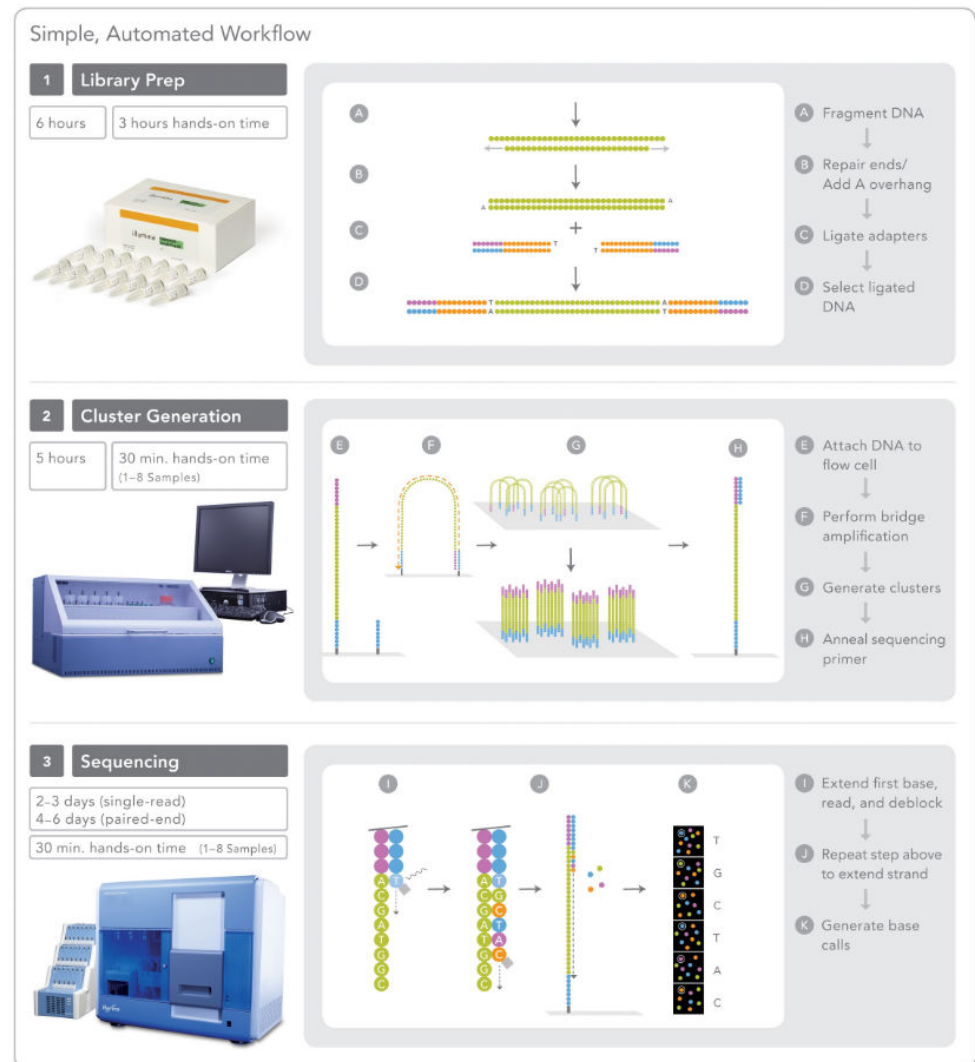 Simple, Automated Workflow
1 Library Prep
6 hours
3 hours hands-on time
illumina
A
B
C
D
A
A
T
T
T
A
A
T
A Fragment DNA
B Repair ends/
Add A overhang
C Ligate adapters
D Select ligated
DNA
2 Cluster Generation
5 hours
30 min. hands-on time
(1–8 Samples)
E
F
G
H
E Attach DNA to
flow cell
F Perform bridge
amplification
G Generate clusters
H Anneal sequencing
primer
3 Sequencing
2–3 days (single-read)
4–6 days (paired-end)
30 min. hands-on time (1–8 Samples)
I
J
K
A T
C
G
A
T
G
G
C
A T
C G
G C
A T
T A
G C
G
C
T
G
C
T
A
C
I Extend first base,
read, and deblock
J Repeat step above
to extend strand
K Generate base
calls